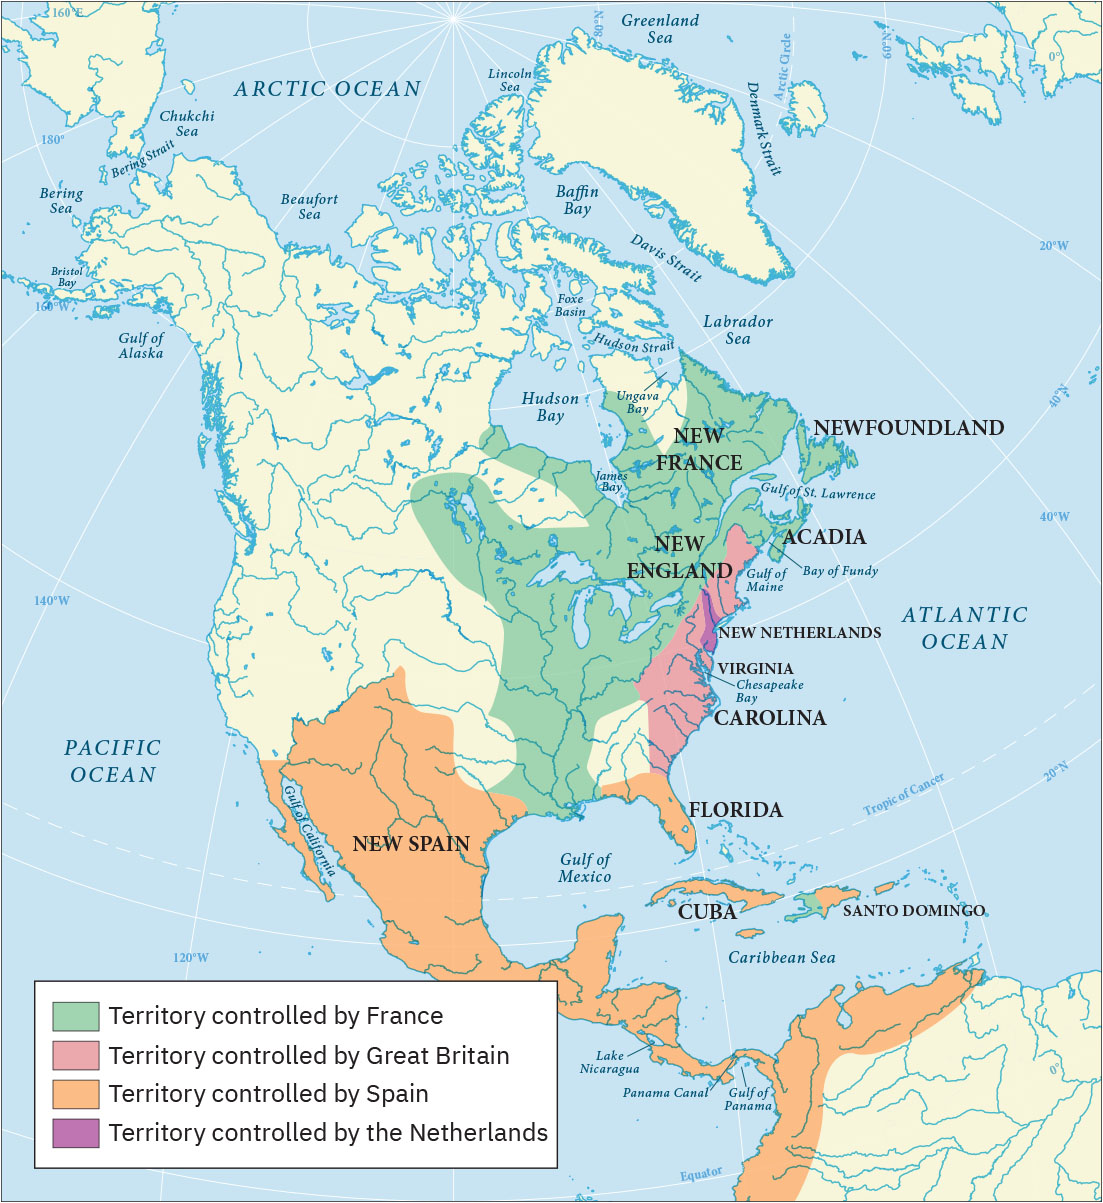 160°E
80°N
Greenland
Sea
60°N
0°
Arctic Circle
Lincoln
Sea
ARCTIC OCEAN
Denmark Strait
Chukchi
Sea
180°
Bering Strait
Bering
Sea
Beaufort
Sea
Baffin
Bay
Davis Strait
20°W
Bristol
Bay
160°W
Foxe
Basin
Gulf of
Alaska
Labrador
Sea
Hudson Strait
Ungava
Bay
Hudson
Bay
40°N
NEWFOUNDLAND
NEW
FRANCE
James
Bay
Gulf of St. Lawrence
40°W
ACADIA
NEW
ENGLAND
Bay of Fundy
Gulf of
Maine
140°W
ATLANTIC
OCEAN
NEW NETHERLANDS
VIRGINIA
Chesapeake
Bay
CAROLINA
PACIFIC
OCEAN
20°N
Tropic of Cancer
FLORIDA
Gulf of California
NEW SPAIN
Gulf of
Mexico
CUBA
SANTO DOMINGO
120°W
Caribbean Sea
Territory controlled by France
Territory controlled by Great Britain
Territory controlled by Spain
Territory controlled by the Netherlands
Lake
Nicaragua
Panama Canal
Gulf of
Panama
0°
Equator